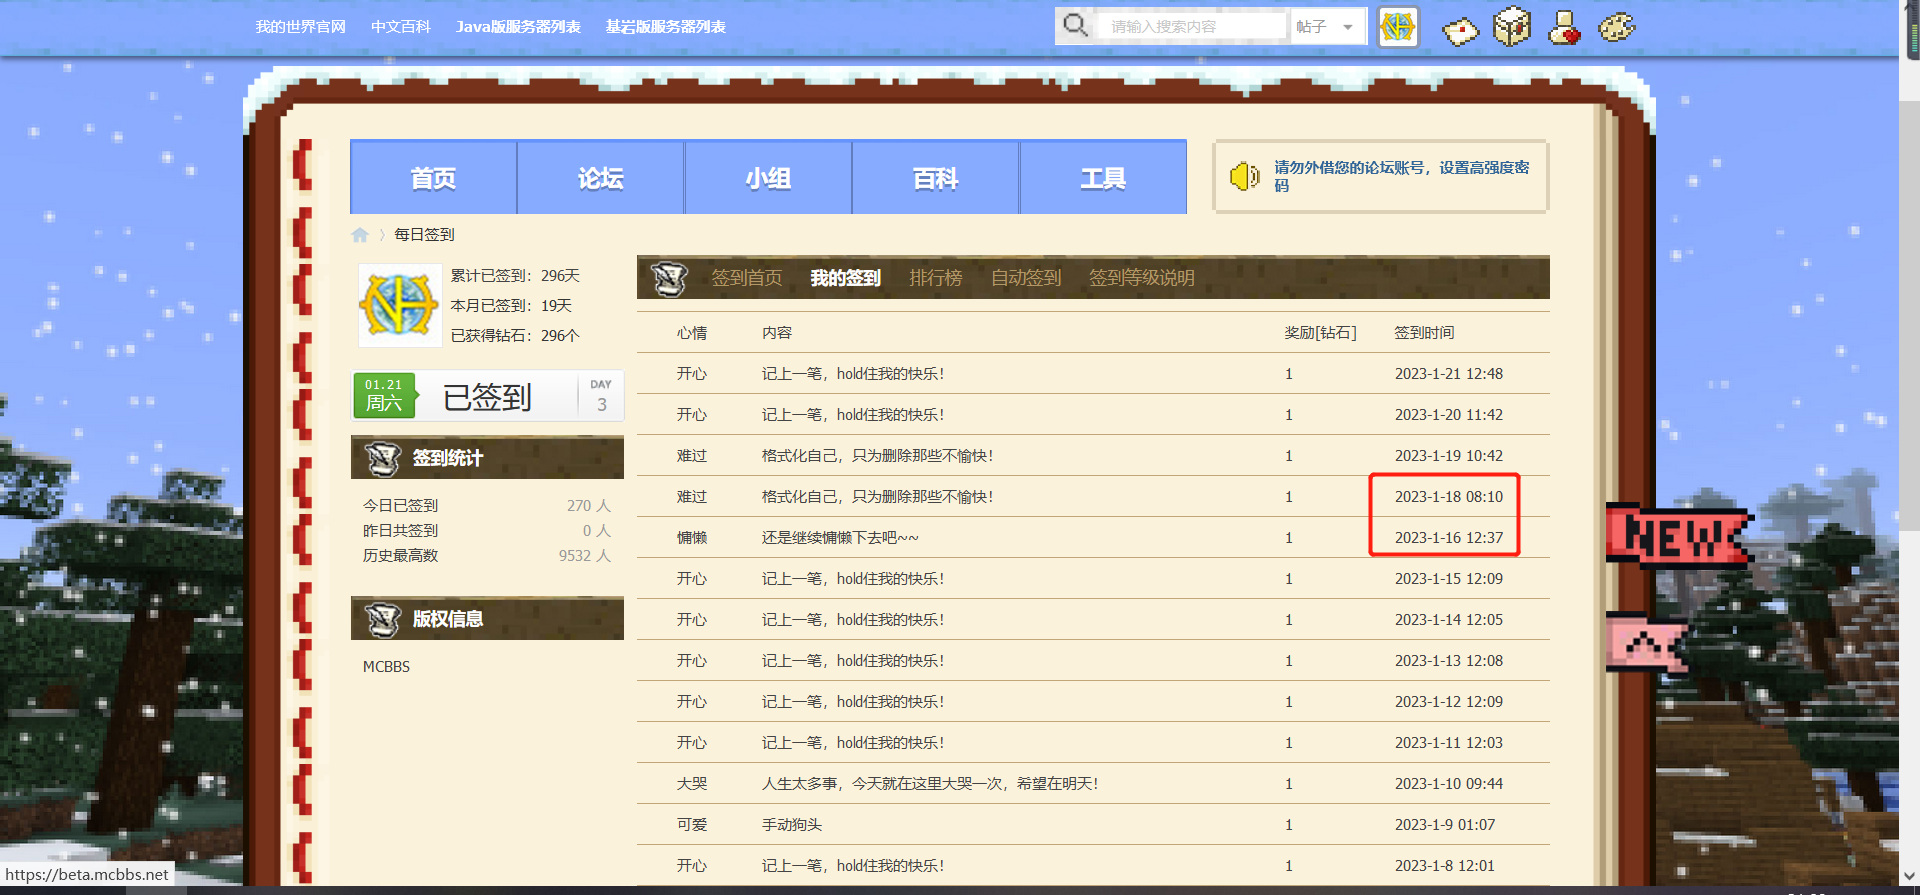 我的世界官网 中文百科 Java版服务器列表 基岩版服务器列表 请输入搜索内容 帖子
首页 论坛 小组 百科 工具
请勿外借您的论坛账号，设置高强度密
码
每日签到
累计已签到：296天
本月已签到：19天
已获得钻石：296个
01.21
周六
已签到
DAY
3
签到统计
今日已签到 270 人
昨日共签到 0 人
历史最高数 9532 人
版权信息
MCBBS
签到首页 我的签到 排行榜 自动签到 签到等级说明
心情 内容 奖励[钻石] 签到时间
开心 记上一笔，hold住我的快乐！ 1 2023-1-21 12:48
开心 记上一笔，hold住我的快乐！ 1 2023-1-20 11:42
难过 格式化自己，只为删除那些不愉快！ 1 2023-1-19 10:42
难过 格式化自己，只为删除那些不愉快！ 1 2023-1-18 08:10
慵懒 还是继续慵懒下去吧~~ 1 2023-1-16 12:37
开心 记上一笔，hold住我的快乐！ 1 2023-1-15 12:09
开心 记上一笔，hold住我的快乐！ 1 2023-1-14 12:05
开心 记上一笔，hold住我的快乐！ 1 2023-1-13 12:08
开心 记上一笔，hold住我的快乐！ 1 2023-1-12 12:09
开心 记上一笔，hold住我的快乐！ 1 2023-1-11 12:03
大哭 人生太多事，今天就在这里大哭一次，希望在明天！ 1 2023-1-10 09:44
可爱 手动狗头 1 2023-1-9 01:07
开心 记上一笔，hold住我的快乐！ 1 2023-1-8 12:01
NEW
https://beta.mcbbs.net